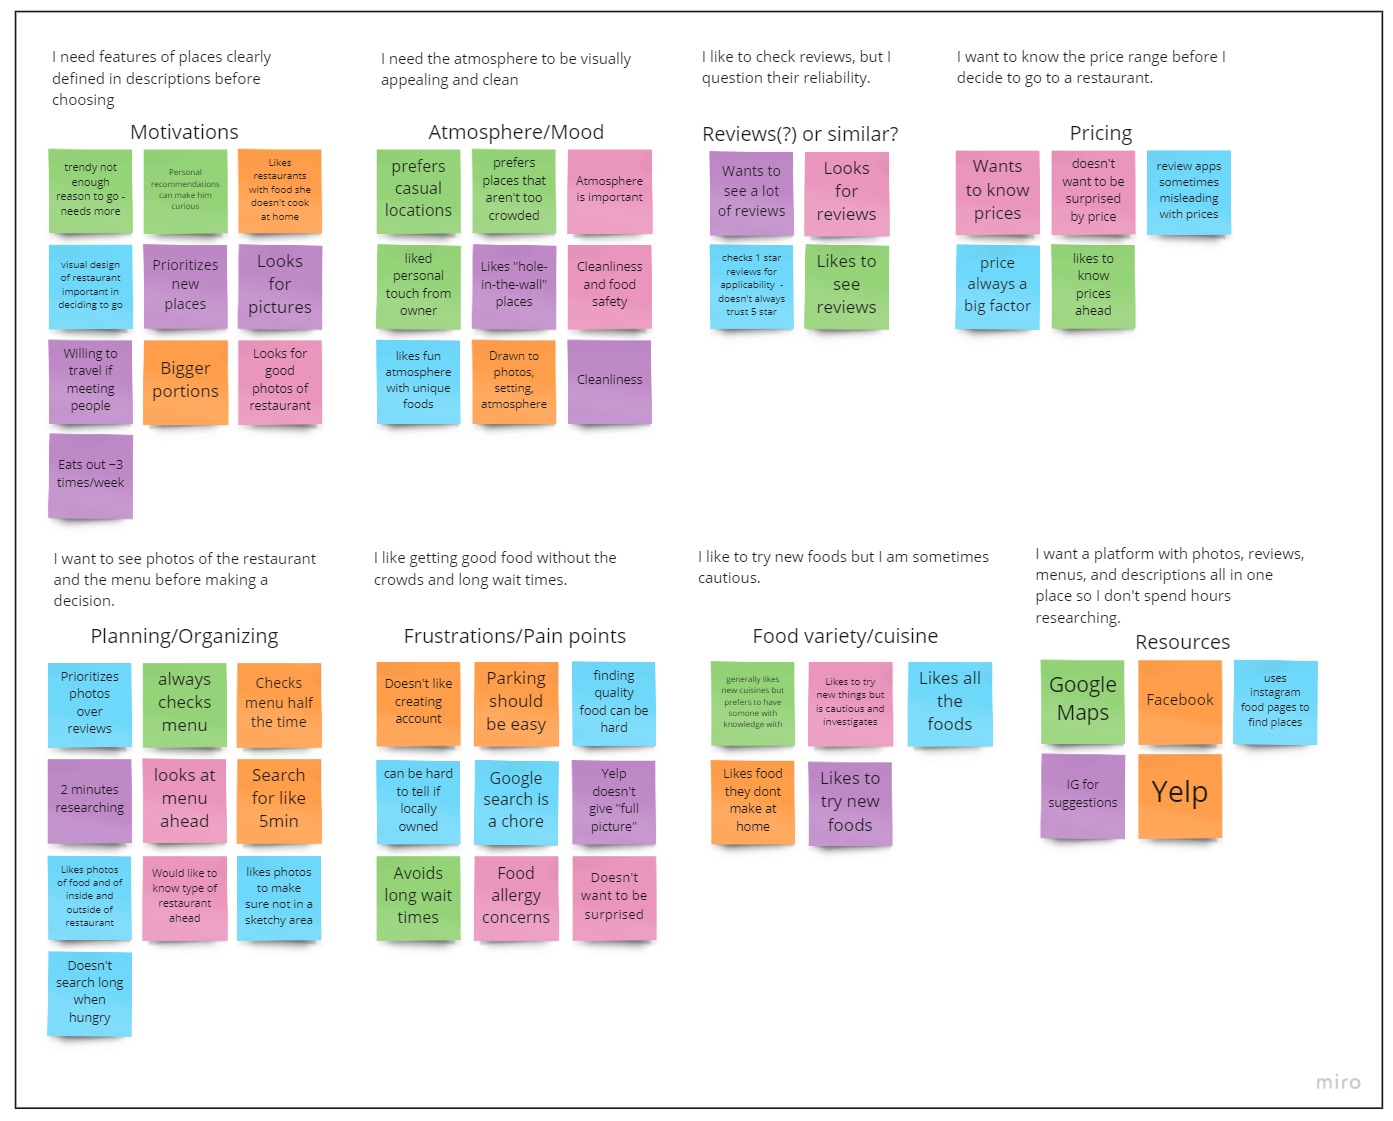 I need features of places clearly
defined in descriptions before
choosing
Motivations
trendy not
enough
reason to go -
needs more
Personal
recommendations
can make him
curious
Likes
restaurants
with food she
doesn't cook
at home
visual design
of restaurant
important in
deciding to go
Prioritizes
new
places
Looks
for
pictures
Willing to
travel if
meeting
people
Bigger
portions
Looks for
good
photos of
restaurant
Eats out ~3
times/week
I need the atmosphere to be visually
appealing and clean
Atmosphere/Mood
prefers
casual
locations
prefers
places that
aren't too
crowded
Atmosphere
is important
liked
personal
touch from
owner
Likes "hole-
in-the-wall"
places
Cleanliness
and food
safety
likes fun
atmosphere
with unique
foods
Drawn to
photos,
setting,
atmosphere
Cleanliness
I like to check reviews, but I
question their reliability.
Reviews(?) or similar?
Wants to
see a lot
of reviews
Looks
for
reviews
checks 1 star
reviews for
applicability -
doesn't always
trust 5 star
Likes to
see
reviews
I want to know the price range before I
decide to go to a restaurant.
Pricing
Wants
to know
prices
doesn't
want to be
surprised
by price
review apps
sometimes
misleading
with prices
price
always a
big factor
likes to
know
prices
ahead
I want to see photos of the restaurant
and the menu before making a
decision.
Planning/Organizing
Prioritizes
photos
over
reviews
always
checks
menu
Checks
menu half
the time
2 minutes
researching
looks at
menu
ahead
Search
for like
5min
Likes photos
of food and of
inside and
outside of
restaurant
Would like to
know type of
restaurant
ahead
likes photos
to make
sure not in a
sketchy area
Doesn't
search long
when
hungry
I like getting good food without the
crowds and long wait times.
Frustrations/Pain points
Doesn't like
creating
account
Parking
should
be easy
finding
quality
food can be
hard
can be hard
to tell if
locally
owned
Google
search is
a chore
Yelp
doesn't
give "full
picture"
Avoids
long wait
times
Food
allergy
concerns
Doesn't
want to be
surprised
I like to try new foods but I am sometimes
cautious.
Food variety/cuisine
generally likes
new cuisines but
prefers to have
somone with
knowledge with
Likes to try
new things but
is cautious and
investigates
Likes all
the
foods
Likes food
they dont
make at
home
Likes to
try new
foods
I want a platform with photos, reviews,
menus, and descriptions all in one
place so I don't spend hours
researching.
Resources
Google
Maps
Facebook
uses
instagram
food pages to
find places
IG for
suggestions
Yelp
miro